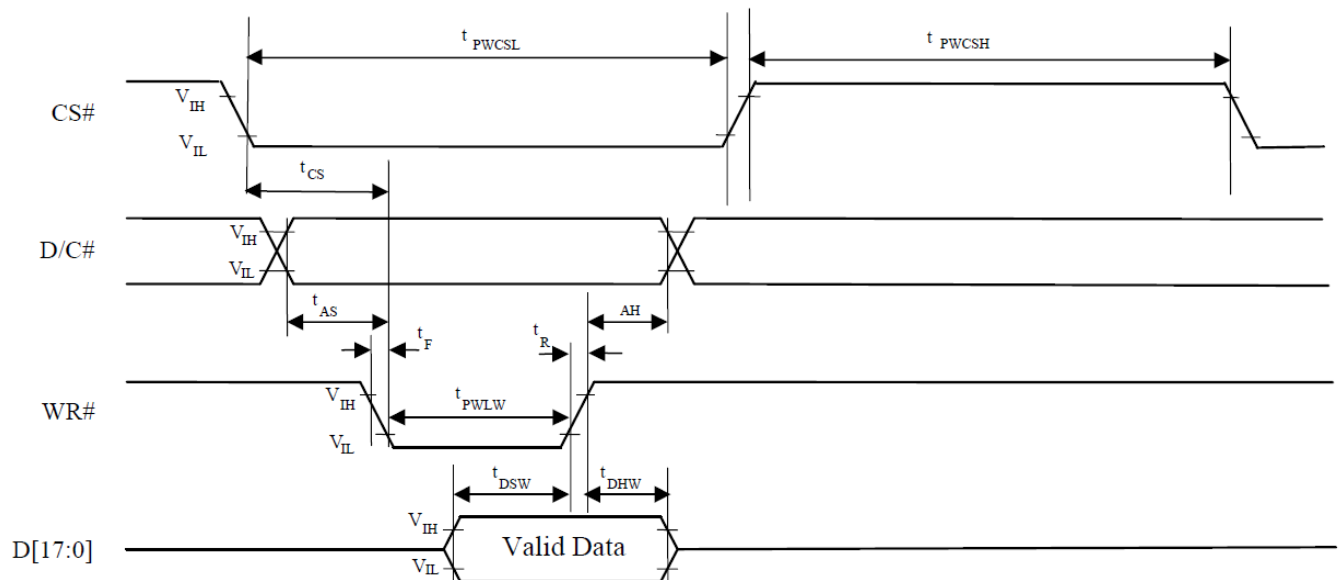 t PWCSL
t PWCSH
V IH
CS#
V IL
t CS
V IH
D/C#
V IL
t AS
AH
t F
t R
V IH
t PWLW
WR#
V IL
t DSW
t DHW
V IH
D[17:0]
Valid Data
V IL